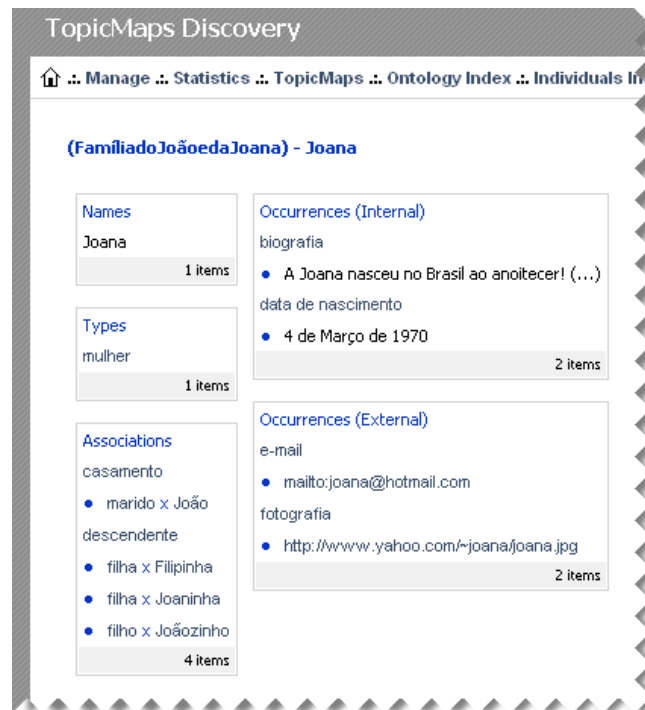 TopicMaps Discovery
.:. Manage .:. Statistics .:. TopicMaps .:. Ontology Index .:. Individuals
(FamíliadoJoãoedaJoana) - Joana
Names
Joana
1 items
Types
mulher
1 items
Associations
casamento
• marido x João
descendente
• filha x Filipinha
• filha x Joaninha
• filho x Joãozinho
4 items
Occurrences (Internal)
biografia
• A Joana nasceu no Brasil ao anoitecer! (...)
data de nascimento
• 4 de Março de 1970
2 items
Occurrences (External)
e-mail
• mailto:joana@hotmail.com
fotografia
• http://www.yahoo.com/~joana/joana.jpg
2 items